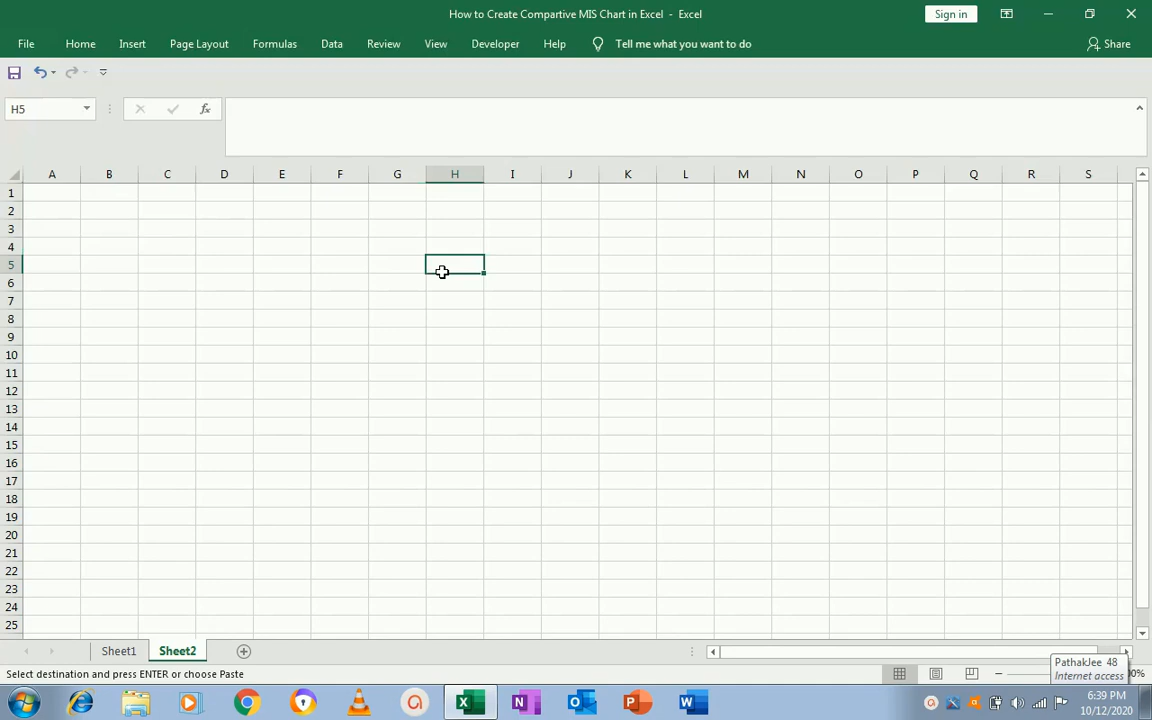 How to Create Compartive MIS Chart in Excel - Excel
Sign in
File Home Insert Page Layout Formulas Data Review View Developer Help Tell me what you want to do Share
H5
A B C D E F G H I J K L M N O P Q R S
1
2
3
4
5
6
7
8
9
10
11
12
13
14
15
16
17
18
19
20
21
22
23
24
25
Sheet1 Sheet2
Select destination and press ENTER or choose Paste
PathakJee 48
Internet access
6:39 PM
10/12/2020